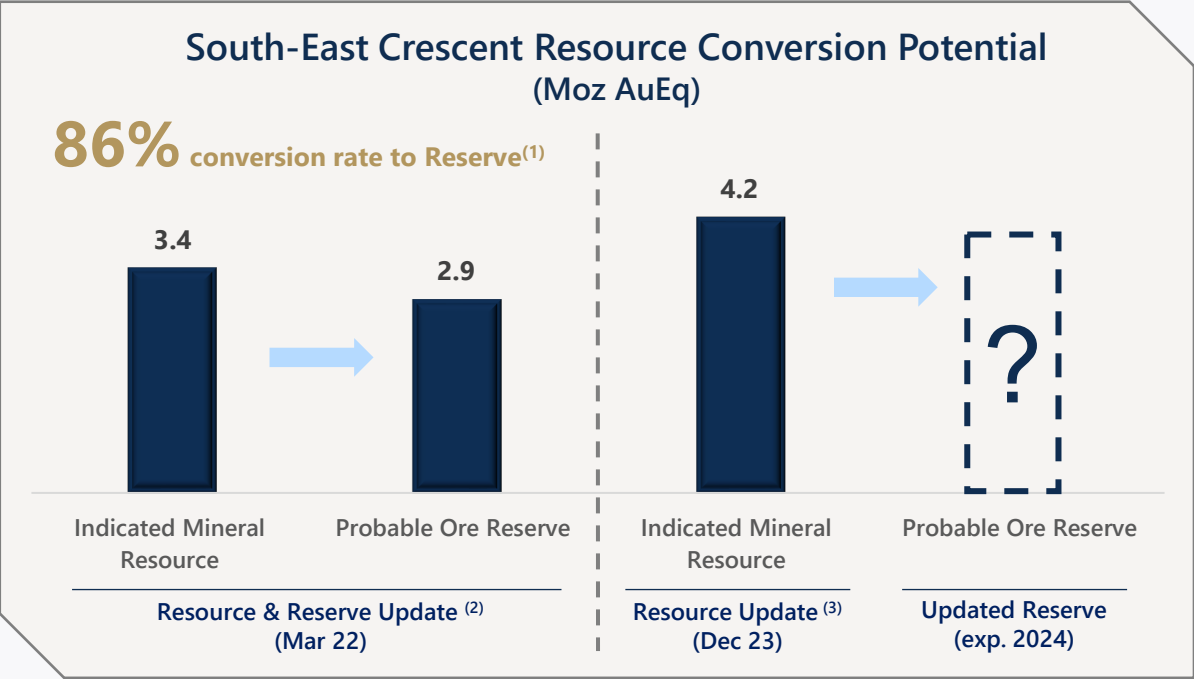 South-East Crescent Resource Conversion Potential
(Moz AuEq)
86% conversion rate to Reserve(1)
3.4
2.9
4.2
?
Indicated Mineral
Resource
Probable Ore Reserve
Indicated Mineral
Resource
Probable Ore Reserve
Resource & Reserve Update (2)
(Mar 22)
Resource Update (3)
(Dec 23)
Updated Reserve
(exp. 2024)